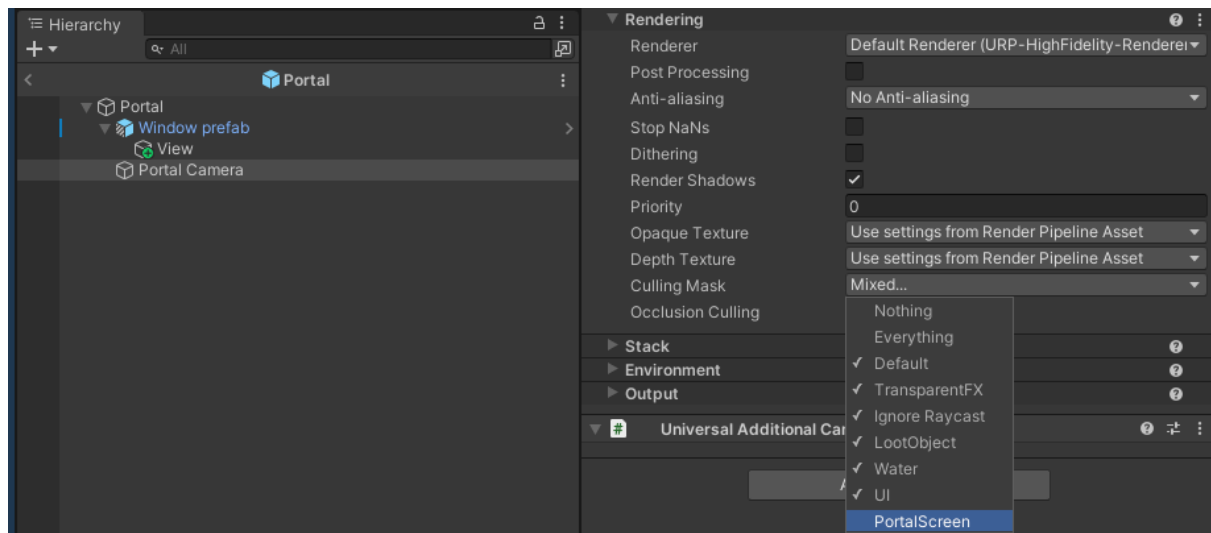 Hierarchy
All
Portal
Portal
Window prefab
View
Portal Camera
Rendering
Renderer Default Renderer (URP-HighFidelity-Renderer
Post Processing
Anti-aliasing No Anti-aliasing
Stop NaNs
Dithering
Render Shadows
Priority 0
Opaque Texture Use settings from Render Pipeline Asset
Depth Texture Use settings from Render Pipeline Asset
Culling Mask Mixed...
Occlusion Culling
Nothing
Everything
Default
TransparentFX
Ignore Raycast
LootObject
Water
UI
PortalScreen
Stack
Environment
Output
# Universal Additional Ca